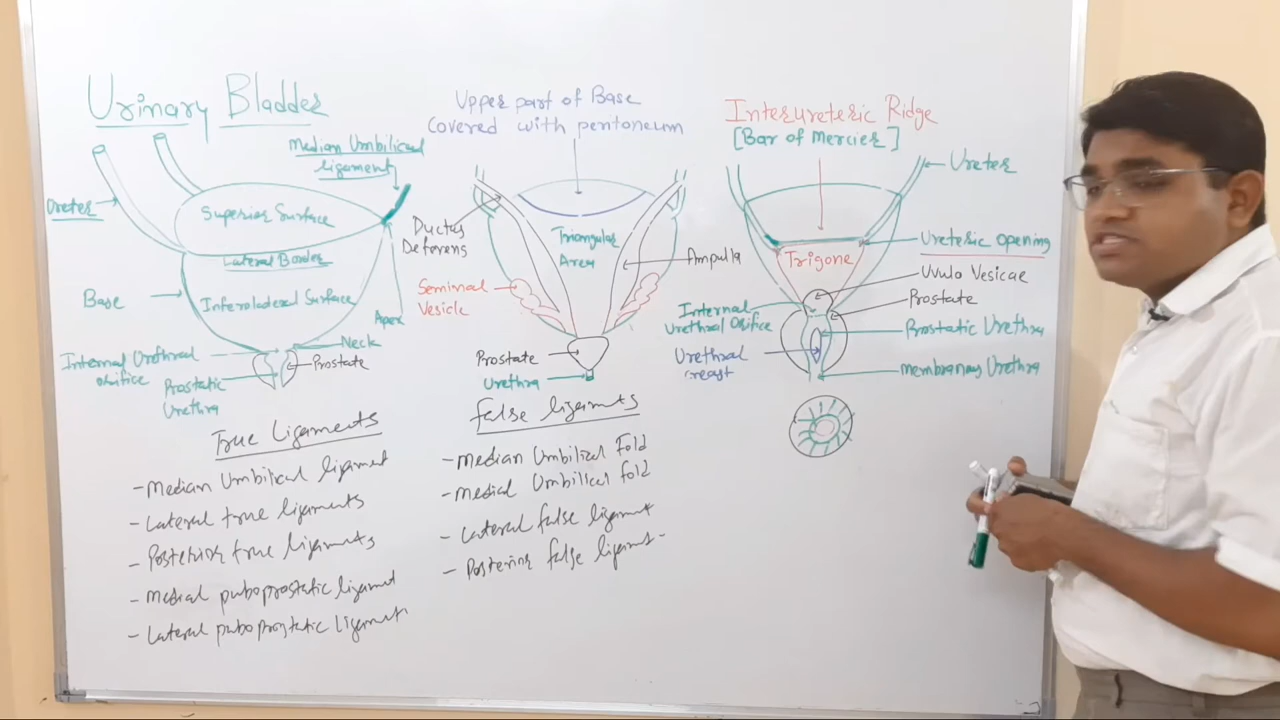 Urinary Bladder
Median Umbilical
ligament
Ureter
Superior Surface
Lateral Border
Base
Inferolateral Surface
Apex
Internal Urethral
Orifice
Neck
Prostate
Prostatic
Urethra
Upper part of Base
Covered with peritoneum
Ductus
Deferens
Triangular
Area
Ampulla
Seminal
Vesicle
Prostate
Urethra
Interureteric Ridge
[Bar of Mercier]
Ureter
Ureteric opening
Trigone
Uvula Vesicae
Prostate
Internal
Urethral Orifice
Prostatic Urethra
Urethral
crest
membranous Urethra
True Ligaments
- Median Umbilical ligament
- Lateral true ligaments
- Posterior true ligaments
- Medial puboprostatic ligament
- Lateral puboprostatic Ligament
false ligaments
- Median Umbilical Fold
- Medial Umbilical fold
- Lateral false ligament
- Posterior false ligament -